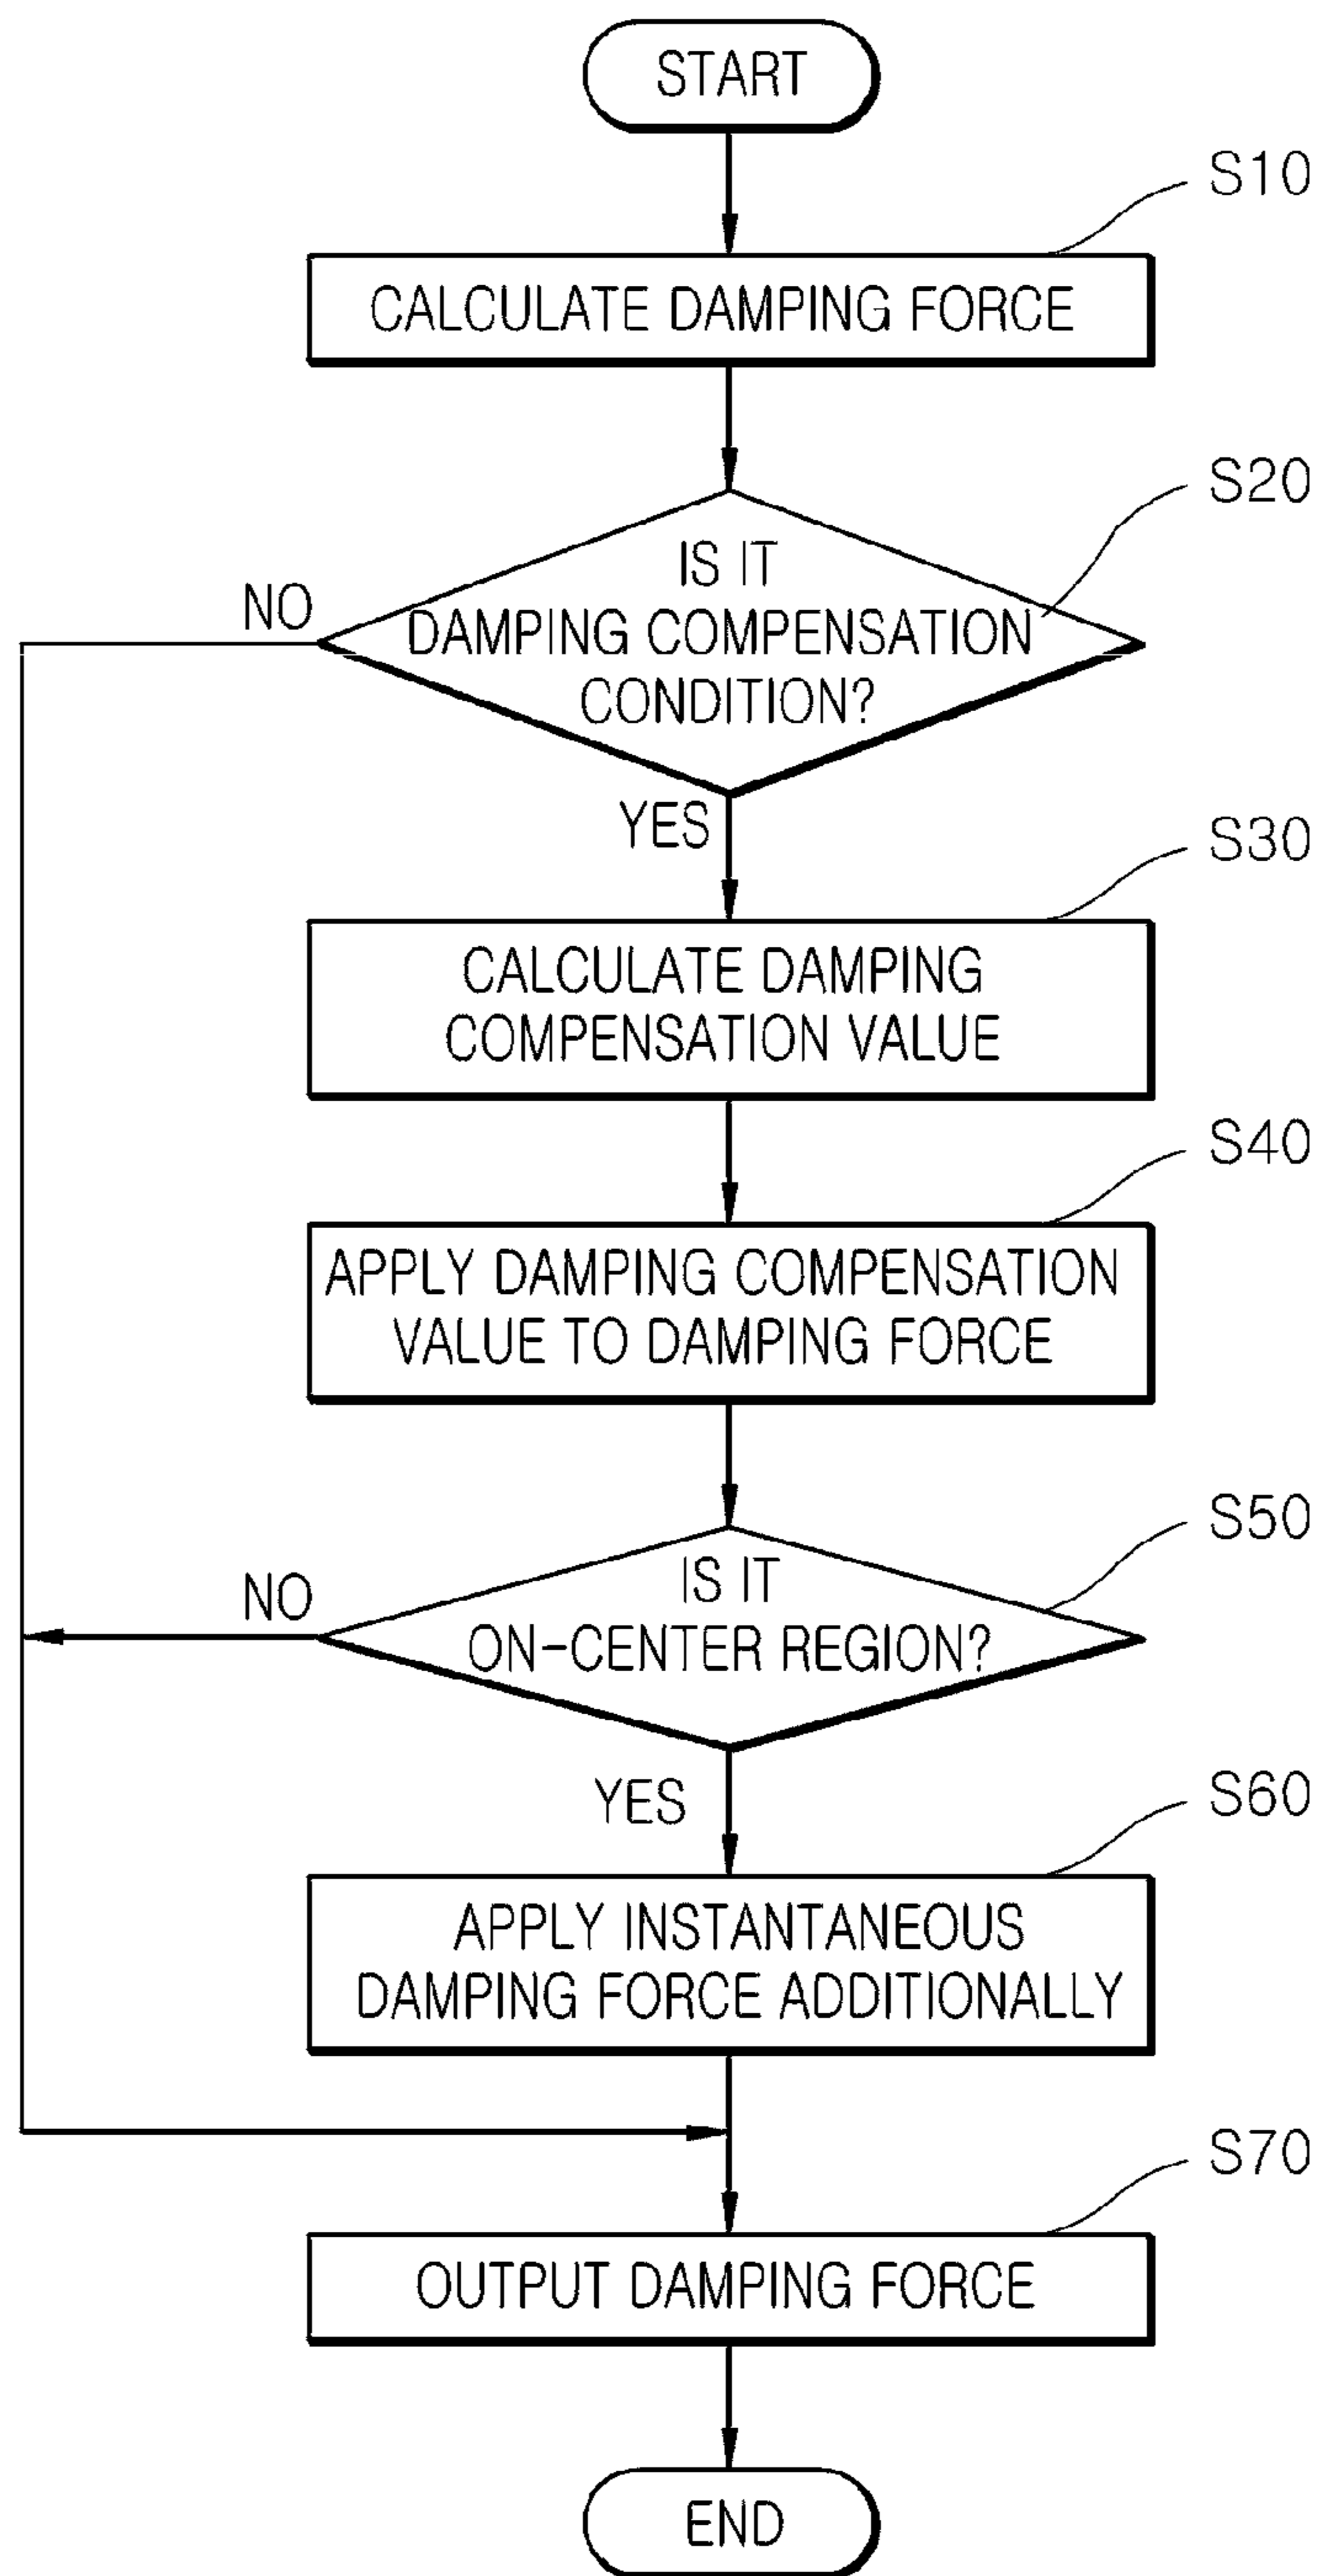 START
S10
CALCULATE DAMPING FORCE
S20
IS IT
NO
DAMPING COMPENSATION
CONDITION?
YES
S30
CALCULATE DAMPING
COMPENSATION VALUE
S40
APPLY DAMPING COMPENSATION
VALUE TO DAMPING FORCE
S50
IS IT
NO
ON-CENTER REGION?
YES
S60
APPLY INSTANTANEOUS
DAMPING FORCE ADDITIONALLY
S70
OUTPUT DAMPING FORCE
END